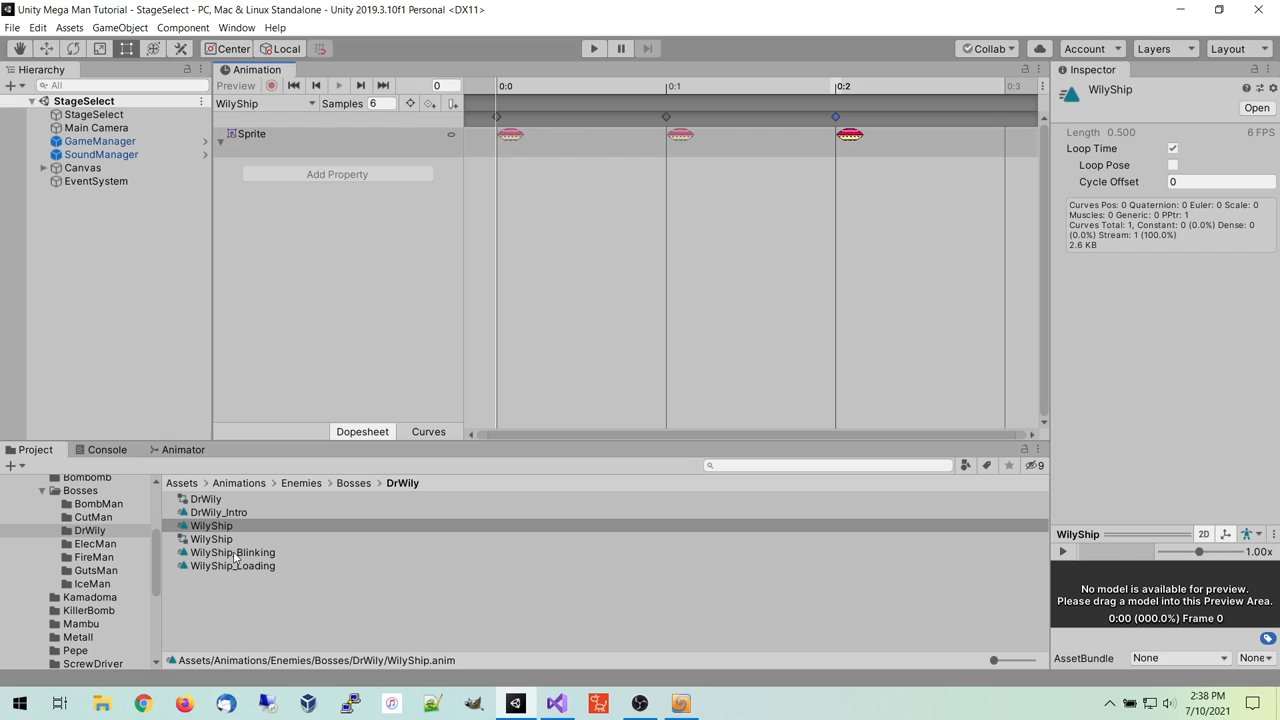 Unity Mega Man Tutorial - StageSelect - PC, Mac & Linux Standalone - Unity 2019.3.10f1 Personal <DX11>
File Edit Assets GameObject Component Window Help
Center Local Collab Account Layers Layout
Hierarchy
All
StageSelect
StageSelect
Main Camera
GameManager
SoundManager
Canvas
EventSystem
Animation
Preview 0 0:0 0:1 0:2 0:3
WilyShip Samples 6
Sprite
Add Property
Dopesheet Curves
Inspector
WilyShip
Open
Length 0.500 6 FPS
Loop Time
Loop Pose
Cycle Offset 0
Curves Pos: 0 Quaternion: 0 Euler: 0 Scale: 0
Muscles: 0 Generic: 0 PPtr: 1
Curves Total: 1, Constant: 0 (0.0%) Dense: 0
(0.0%) Stream: 1 (100.0%)
2.6 KB
Project Console Animator
9
Bombomb
Bosses
BombMan
CutMan
DrWily
ElecMan
FireMan
GutsMan
IceMan
Kamadoma
KillerBomb
Mambu
Metall
Pepe
ScrewDriver
Assets > Animations > Enemies > Bosses > DrWily
DrWily
DrWily_Intro
WilyShip
WilyShip
WilyShip_Blinking
WilyShip_Loading
Assets/Animations/Enemies/Bosses/DrWily/WilyShip.anim
WilyShip 2D
1.00x
No model is available for preview.
Please drag a model into this Preview Area.
0:00 (000.0%) Frame 0
AssetBundle None None
2:38 PM
7/10/2021